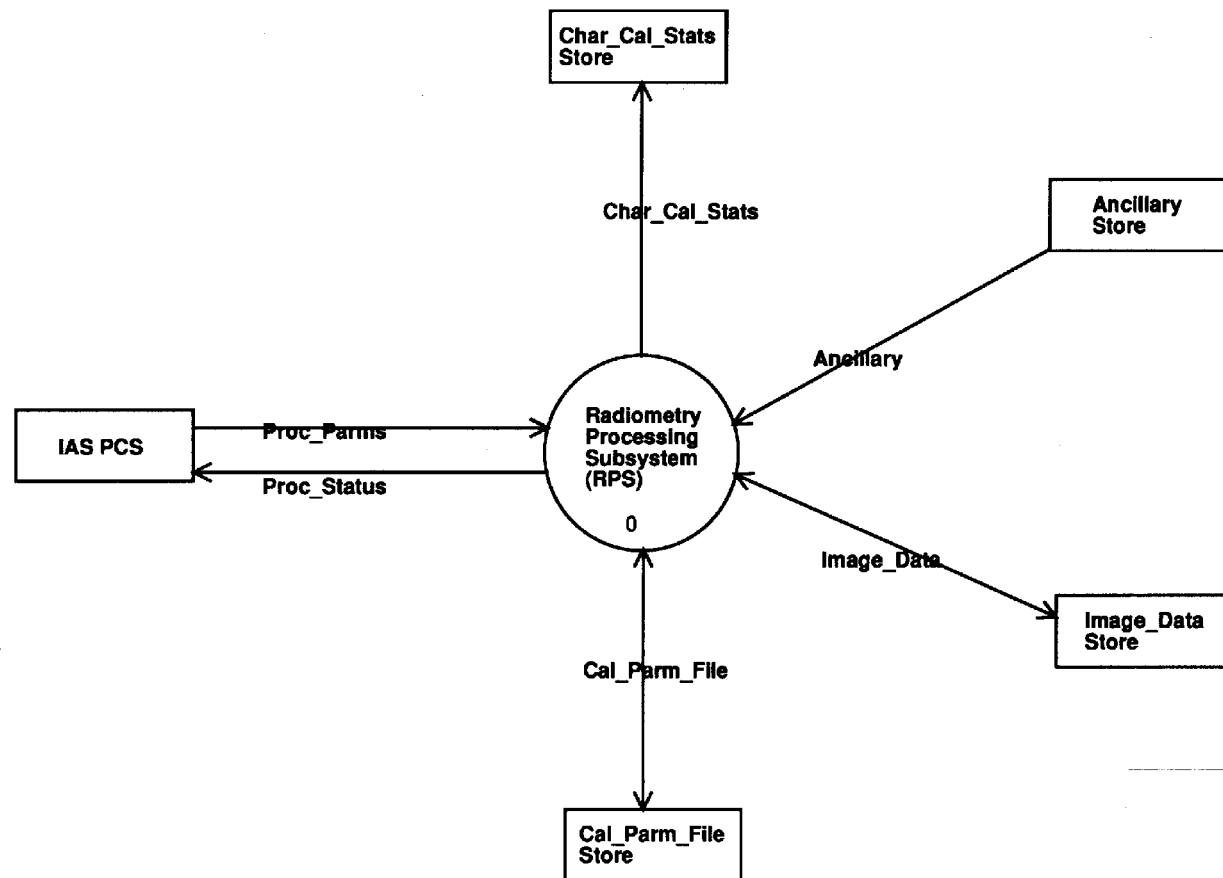 Char_Cal_Stats
Store
Char_Cal_Stats
Ancillary
Store
Ancillary
IAS PCS
Proc_Parms
Proc_Status
Radiometry
Processing
Subsystem
(RPS)
0
Image_Data
Image_Data
Store
Cal_Parm_File
Cal_Parm_File
Store